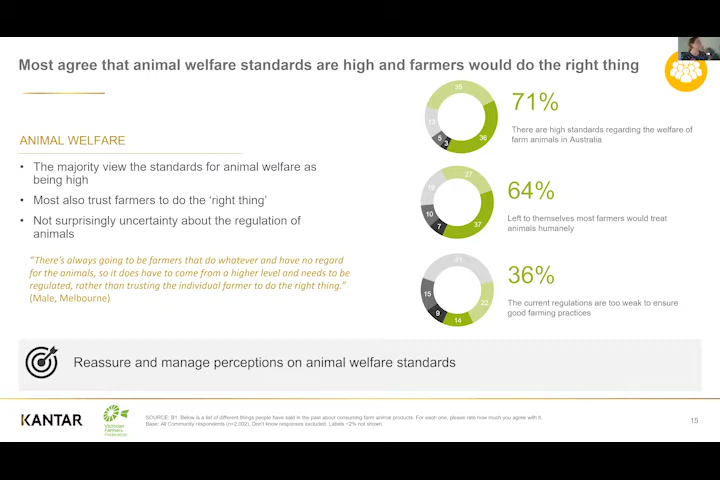 Most agree that animal welfare standards are high and farmers would do the right thing
ANIMAL WELFARE
• The majority view the standards for animal welfare as
being high
• Most also trust farmers to do the ‘right thing’
• Not surprisingly uncertainty about the regulation of
animals
“There’s always going to be farmers that do whatever and have no regard
for the animals, so it does have to come from a higher level and needs to be
regulated, rather than trusting the individual farmer to do the right thing.”
(Male, Melbourne)
35
36
3
5
71%
There are high standards regarding the welfare of
farm animals in Australia
27
37
7
10
64%
Left to themselves most farmers would treat
animals humanely
22
14
9
15
36%
The current regulations are too weak to ensure
good farming practices
Reassure and manage perceptions on animal welfare standards
KANTAR
Victorian
Farmers
Federation
SOURCE: B1. Below is a list of different things people have said in the past about consuming farm animal products. For each one, please rate how much you agree with it.
Base: All Community respondents (n=2,002), Don’t know responses excluded. Labels <2% not shown.
15